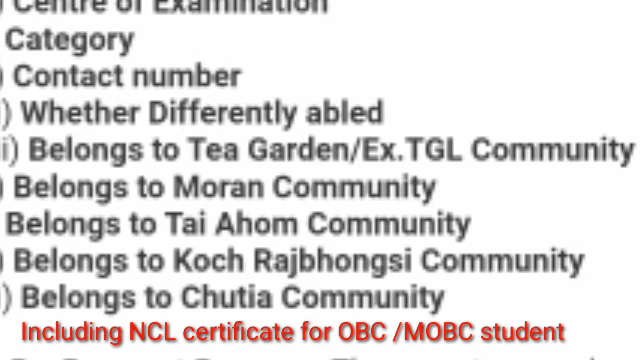 ) Centre of Examination
Category
) Contact number
i) Whether Differently abled
ii) Belongs to Tea Garden/Ex.TGL Community
) Belongs to Moran Community
Belongs to Tai Ahom Community
) Belongs to Koch Rajbhongsi Community
i) Belongs to Chutia Community
Including NCL certificate for OBC /MOBC student